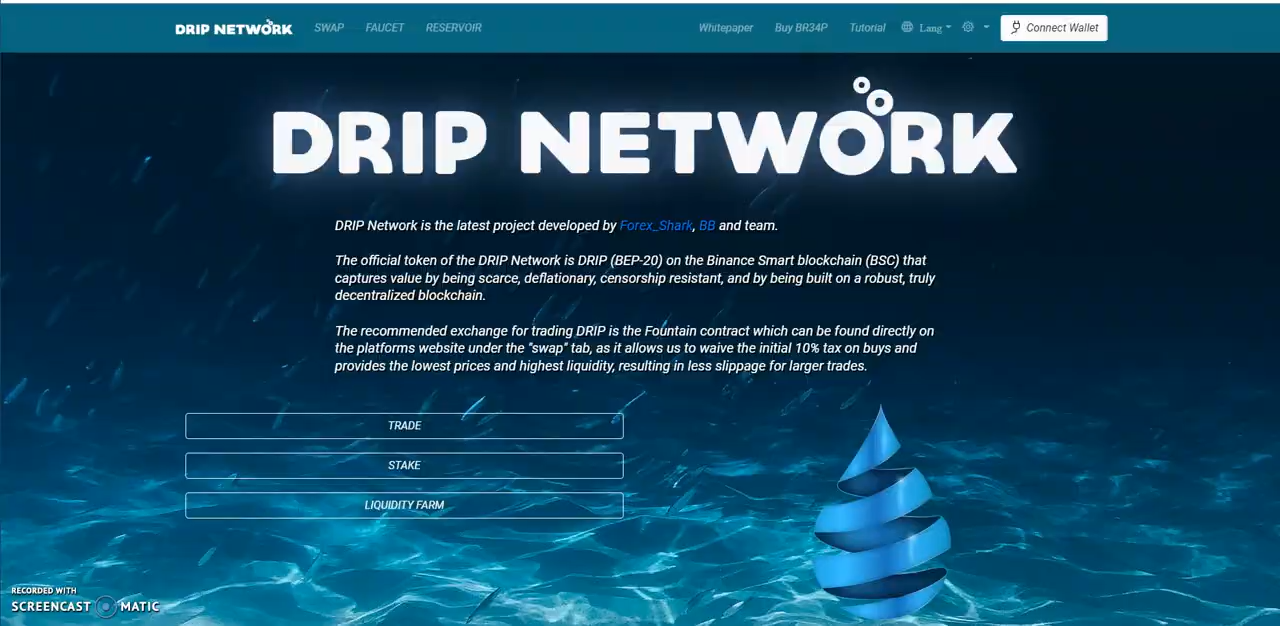 DRIP NETWORK SWAP FAUCET RESERVOIR Whitepaper Buy BR34P Tutorial Lang Connect Wallet
DRIP NETWORK
DRIP Network is the latest project developed by Forex_Shark, BB and team.
The official token of the DRIP Network is DRIP (BEP-20) on the Binance Smart blockchain (BSC) that
captures value by being scarce, deflationary, censorship resistant, and by being built on a robust, truly
decentralized blockchain.
The recommended exchange for trading DRIP is the Fountain contract which can be found directly on
the platforms website under the "swap" tab, as it allows us to waive the initial 10% tax on buys and
provides the lowest prices and highest liquidity, resulting in less slippage for larger trades.
TRADE
STAKE
LIQUIDITY FARM
RECORDED WITH
SCREENCAST MATIC